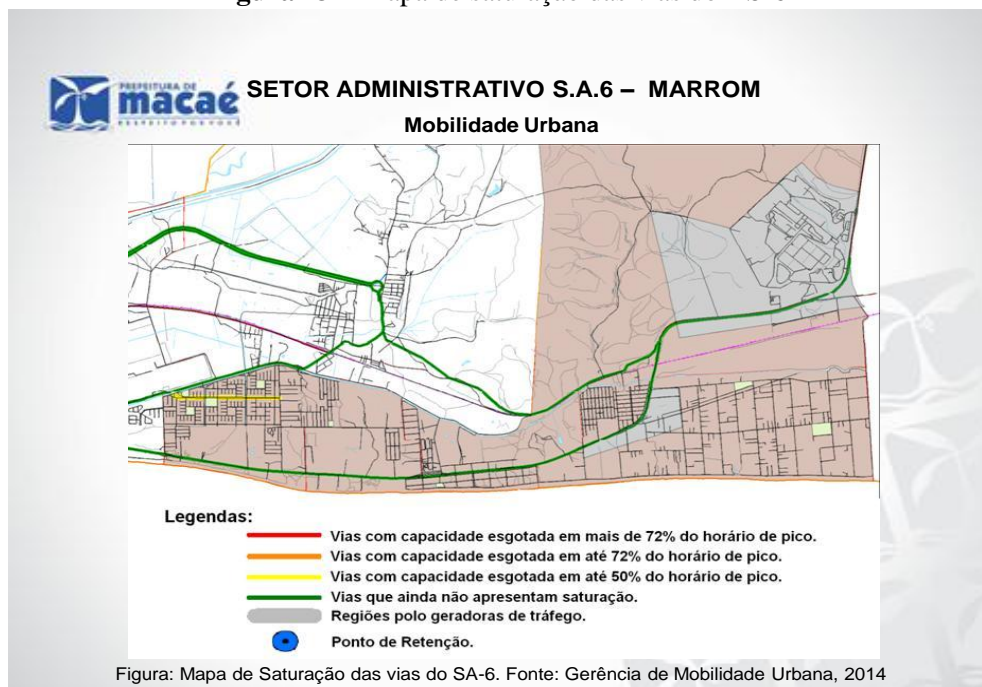 PREFEITURA DE
macaé
SETOR ADMINISTRATIVO S.A.6 – MARROM
Mobilidade Urbana
Legendas:
Vias com capacidade esgotada em mais de 72% do horário de pico.
Vias com capacidade esgotada em até 72% do horário de pico.
Vias com capacidade esgotada em até 50% do horário de pico.
Vias que ainda não apresentam saturação.
Regiões polo geradoras de tráfego.
Ponto de Retenção.
Figura: Mapa de Saturação das vias do SA-6. Fonte: Gerência de Mobilidade Urbana, 2014